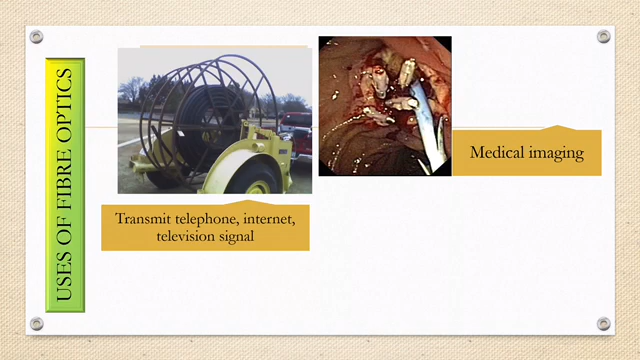 USES OF FIBRE OPTICS
Transmit telephone, internet,
television signal
Medical imaging